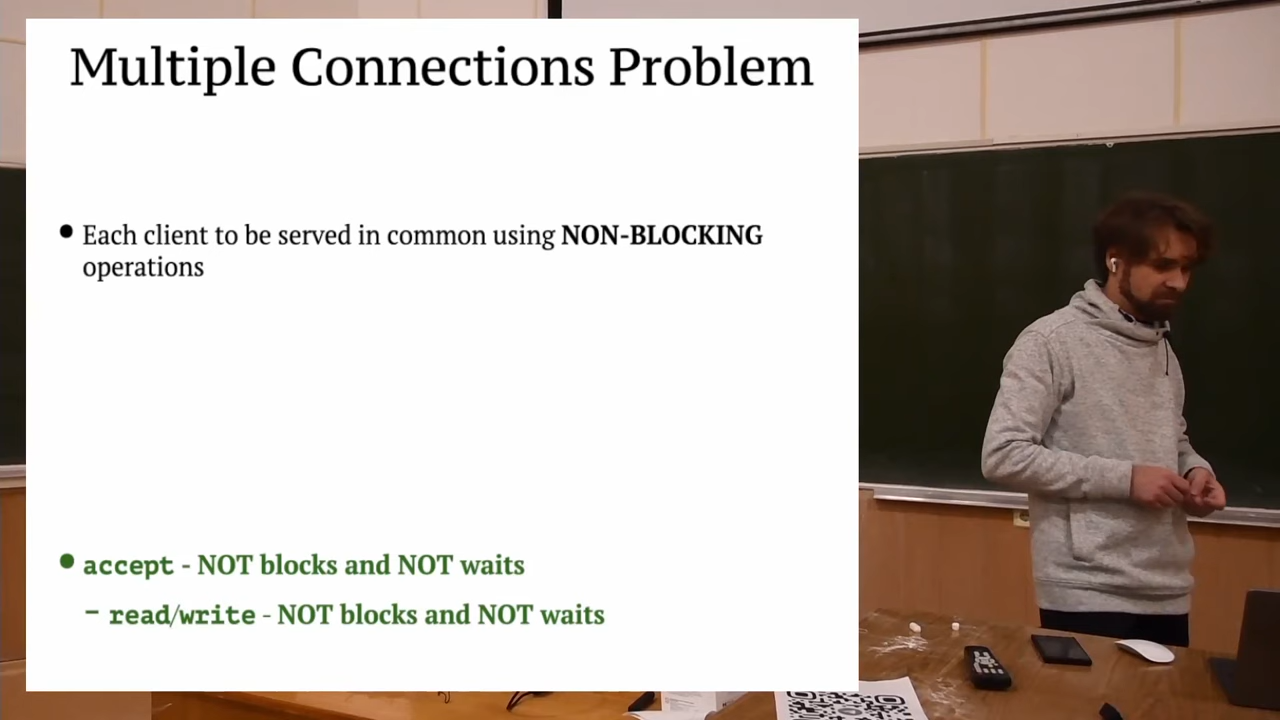 Multiple Connections Problem
• Each client to be served in common using NON-BLOCKING
operations
• accept - NOT blocks and NOT waits
– read/write - NOT blocks and NOT waits